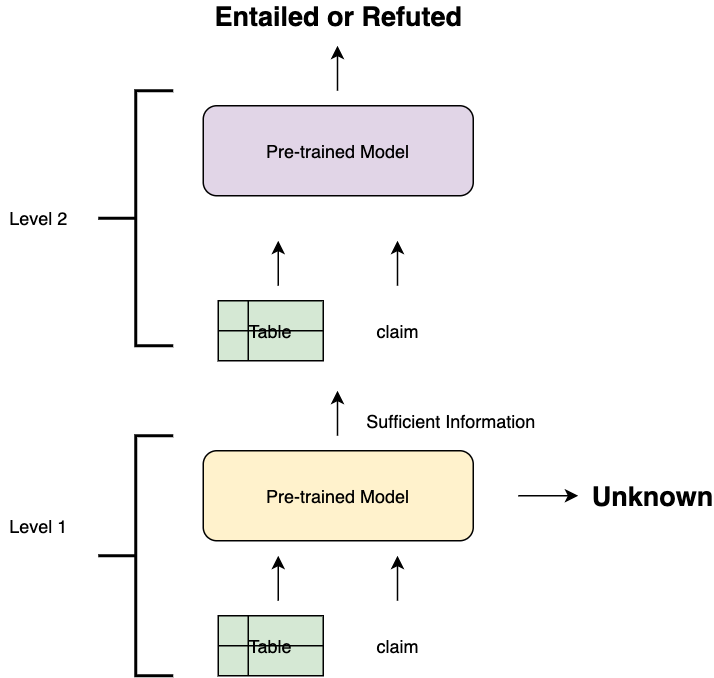 Entailed or Refuted
Pre-trained Model
Level 2
Table
claim
Sufficient Information
Pre-trained Model
Unknown
Level 1
Table
claim